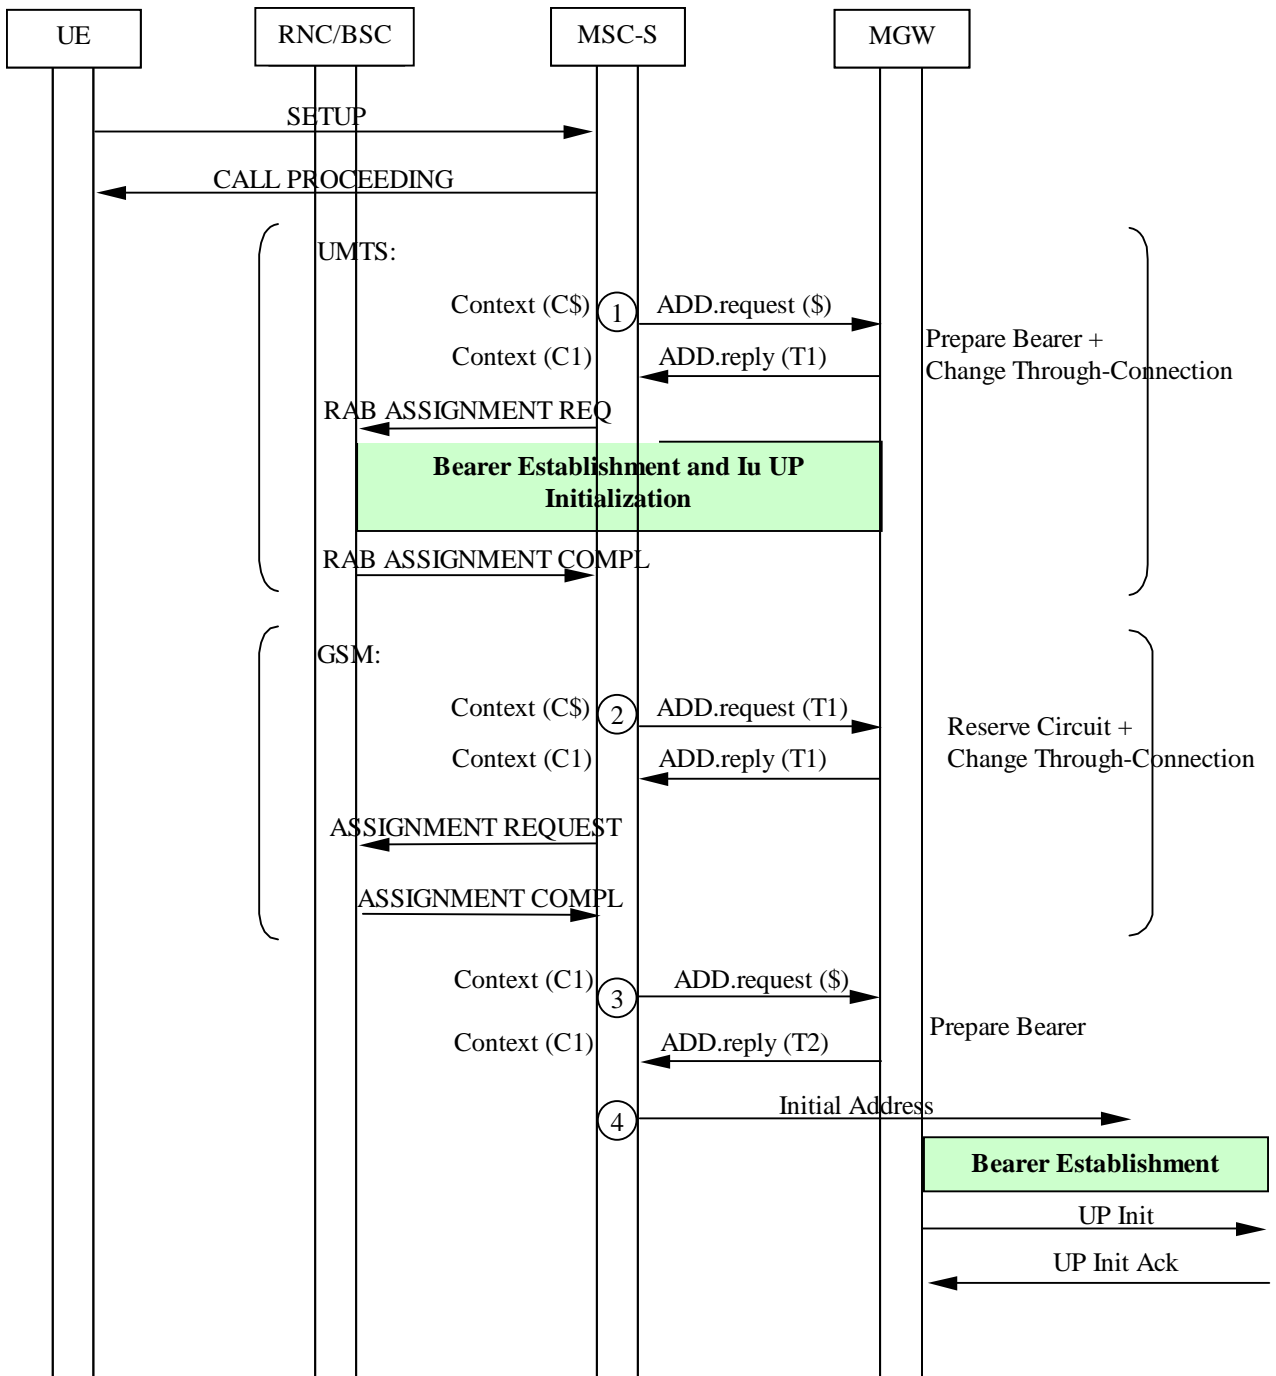 UE
RNC/BSC
MSC-S
MGW
SETUP
CALL PROCEEDING
UMTS:
Context (C$)
1
ADD.request ($)
Prepare Bearer +
Change Through-Connection
Context (C1)
ADD.reply (T1)
RAB ASSIGNMENT REQ
Bearer Establishment and Iu UP
Initialization
RAB ASSIGNMENT COMPL
GSM:
Context (C$)
2
ADD.request (T1)
Reserve Circuit +
Change Through-Connection
Context (C1)
ADD.reply (T1)
ASSIGNMENT REQUEST
ASSIGNMENT COMPL
Context (C1)
3
ADD.request ($)
Prepare Bearer
Context (C1)
ADD.reply (T2)
4
Initial Address
Bearer Establishment
UP Init
UP Init Ack